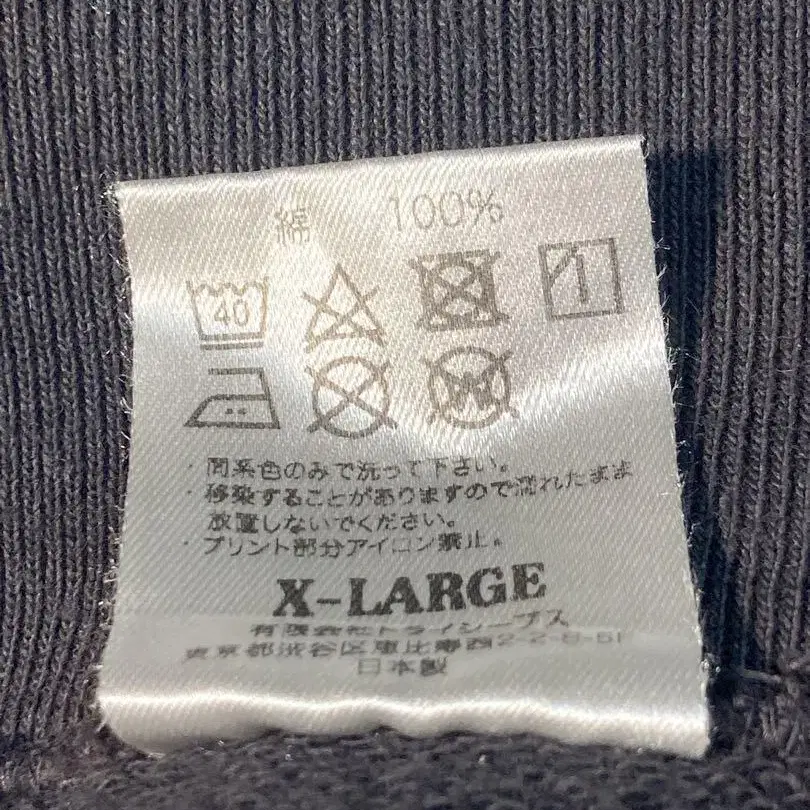 綿 100%
40
W
・同系色のみで洗って下さい。
・移染することがありますので濡れたまま
放置しないでください。
・プリント部分アイロン禁止。
X-LARGE
有限会社トライシープス
東京都渋谷区恵比寿西2-2-8-5F
日本製